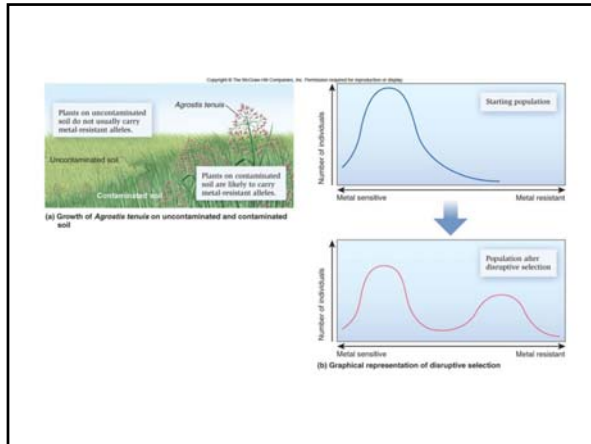 Copyright © The McGraw-Hill Companies, Inc. Permission required for reproduction or display.
Plants on uncontaminated
soil do not usually carry
metal-resistant alleles.
Agrostis tenuis
Uncontaminated soil
Contaminated soil
Plants on contaminated
soil are likely to carry
metal-resistant alleles.
(a) Growth of Agrostis tenuis on uncontaminated and contaminated
soil
Number of individuals
Starting population
Metal sensitive
Metal resistant
Number of individuals
Population after
disruptive selection
Metal sensitive
Metal resistant
(b) Graphical representation of disruptive selection